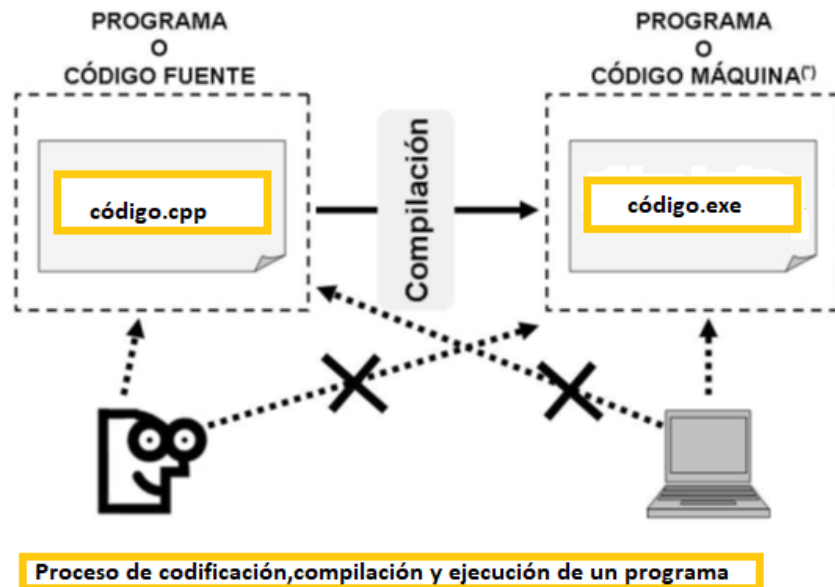 PROGRAMA
O
CÓDIGO FUENTE
PROGRAMA
O
CÓDIGO MÁQUINA(*)
código.cpp
Compilación
código.exe
Proceso de codificación,compilación y ejecución de un programa